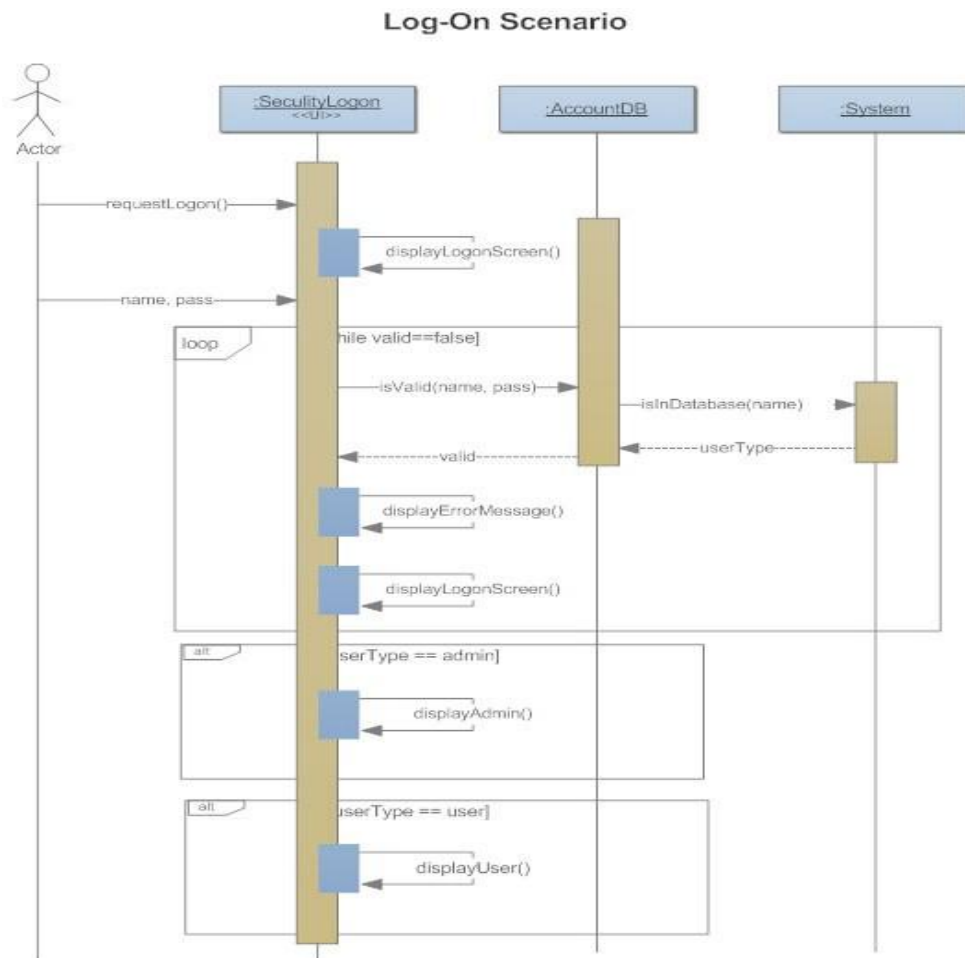 Log-On Scenario
:SeculityLogon
<<UI>>
:AccountDB
:System
Actor
requestLogon()
displayLogonScreen()
name, pass
loop
hile valid==false]
isValid(name, pass)
isInDatabase(name)
userType
valid
displayErrorMessage()
displayLogonScreen()
alt
serType == admin]
displayAdmin()
alt
userType == user]
displayUser()